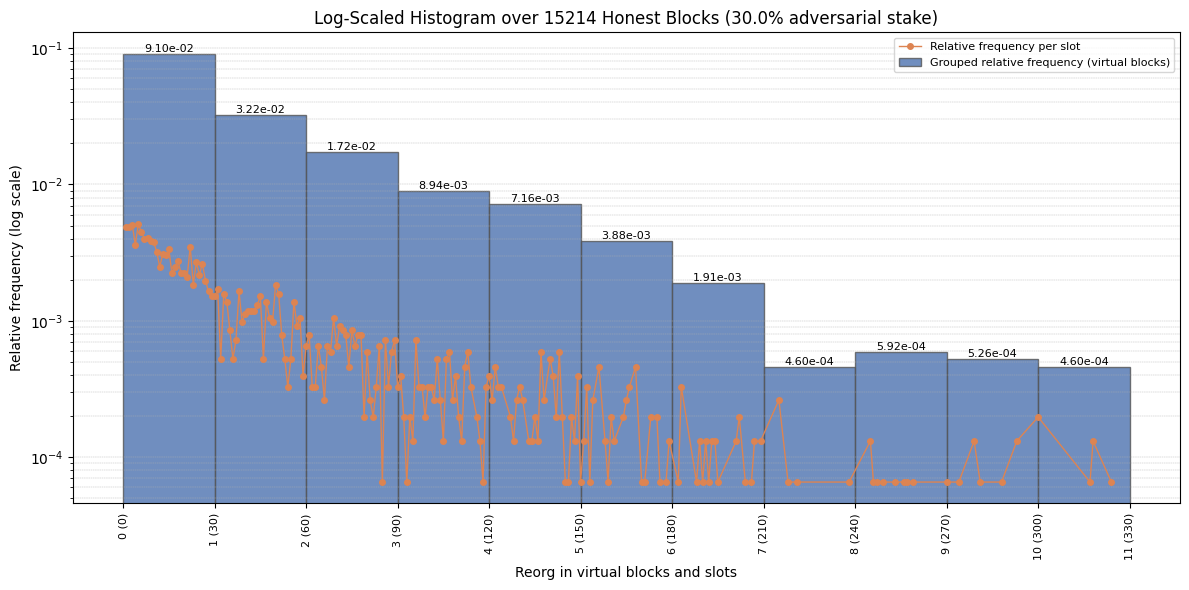 Log-Scaled Histogram over 15214 Honest Blocks (30.0% adversarial stake)
Relative frequency per slot
Grouped relative frequency (virtual blocks)
Relative frequency (log scale)
10⁻¹
10⁻²
10⁻³
10⁻⁴
9.10e-02
3.22e-02
1.72e-02
8.94e-03
7.16e-03
3.88e-03
1.91e-03
4.60e-04
5.92e-04
5.26e-04
4.60e-04
0 (0)
1 (30)
2 (60)
3 (90)
4 (120)
5 (150)
6 (180)
7 (210)
8 (240)
9 (270)
10 (300)
11 (330)
Reorg in virtual blocks and slots